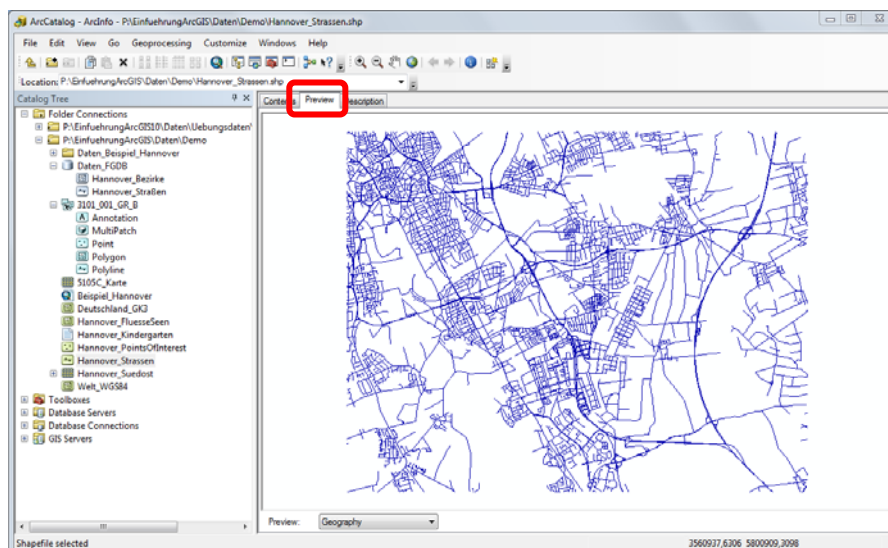 ArcCatalog - ArcInfo - P:\EinfuehrungArcGIS\Daten\Demo\Hannover_Strassen.shp
File Edit View Go Geoprocessing Customize Windows Help
Location: P:\EinfuehrungArcGIS\Daten\Demo\Hannover_Strassen.shp
Catalog Tree
Contents Preview Description
Folder Connections
P:\EinfuehrungArcGIS10\Daten\Uebungsdaten\
P:\EinfuehrungArcGIS\Daten\Demo
Daten_Beispiel_Hannover
Daten_FGDB
Hannover_Bezirke
Hannover_Straßen
3101_001_GR_B
Annotation
MultiPatch
Point
Polygon
Polyline
5105C_Karte
Beispiel_Hannover
Deutschland_GK3
Hannover_FluesseSeen
Hannover_Kindergarten
Hannover_PointsOfInterest
Hannover_Strassen
Hannover_Suedost
Welt_WGS84
Toolboxes
Database Servers
Database Connections
GIS Servers
Preview: Geography
Shapefile selected
3560937,6306 5800909,3098